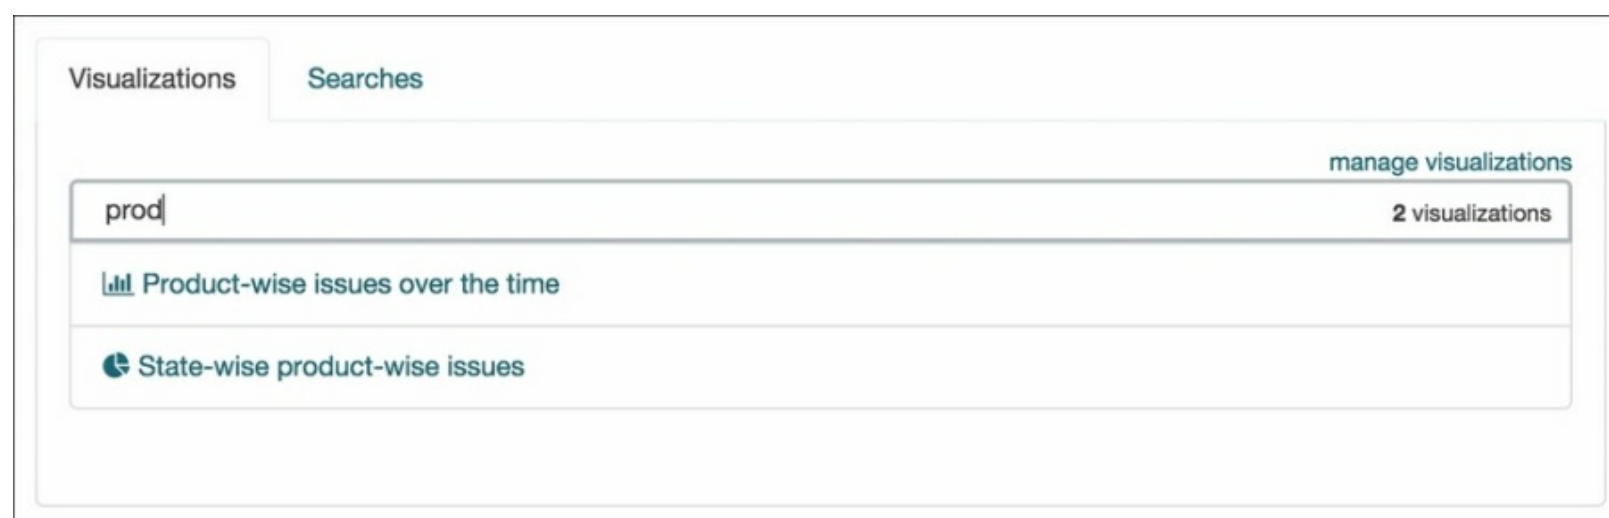 Visualizations Searches
manage visualizations
prod 2 visualizations
Product-wise issues over the time
State-wise product-wise issues